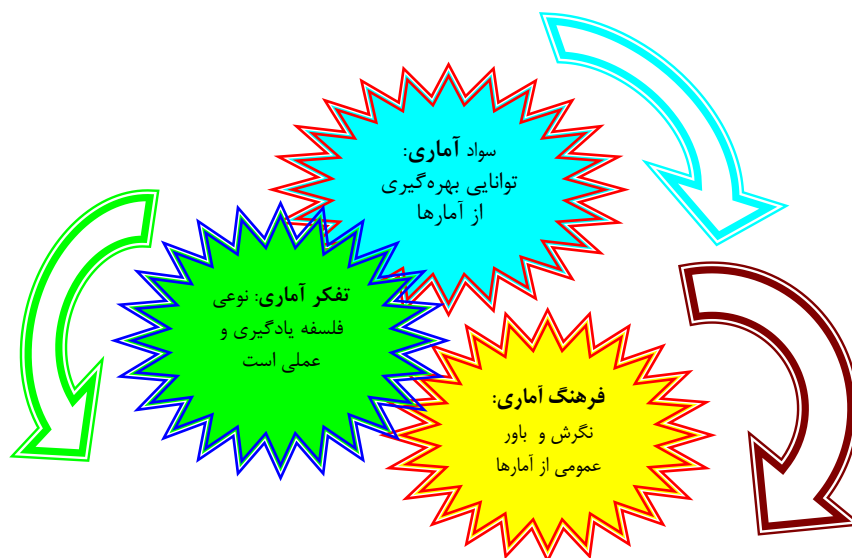 سواد آماری:
توانایی بهره‌گیری
از آمارها
تفکر آماری: نوعی
فلسفه یادگیری و
عملی است
فرهنگ آماری:
نگرش و باور
عمومی از آمارها